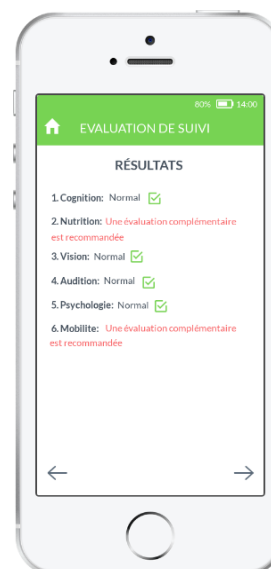 80% 14:00
EVALUATION DE SUIVI
RÉSULTATS
1. Cognition: Normal
2. Nutrition: Une évaluation complémentaire
est recommandée
3. Vision: Normal
4. Audition: Normal
5. Psychologie: Normal
6. Mobilite: Une évaluation complémentaire
est recommandée